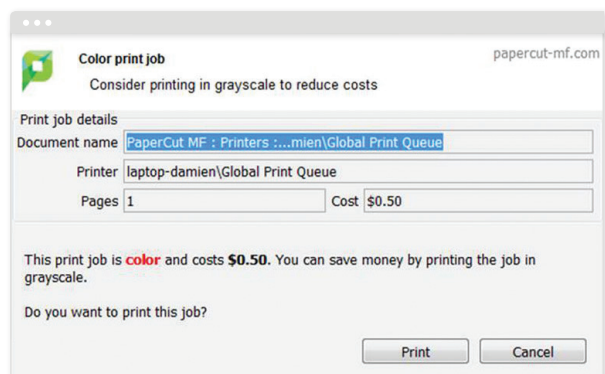 Color print job
papercut-mf.com
Consider printing in grayscale to reduce costs
Print job details
Document name PaperCut MF : Printers :...mien\Global Print Queue
Printer laptop-damien\Global Print Queue
Pages 1 Cost $0.50
This print job is color and costs $0.50. You can save money by printing the job in
grayscale.
Do you want to print this job?
Print Cancel